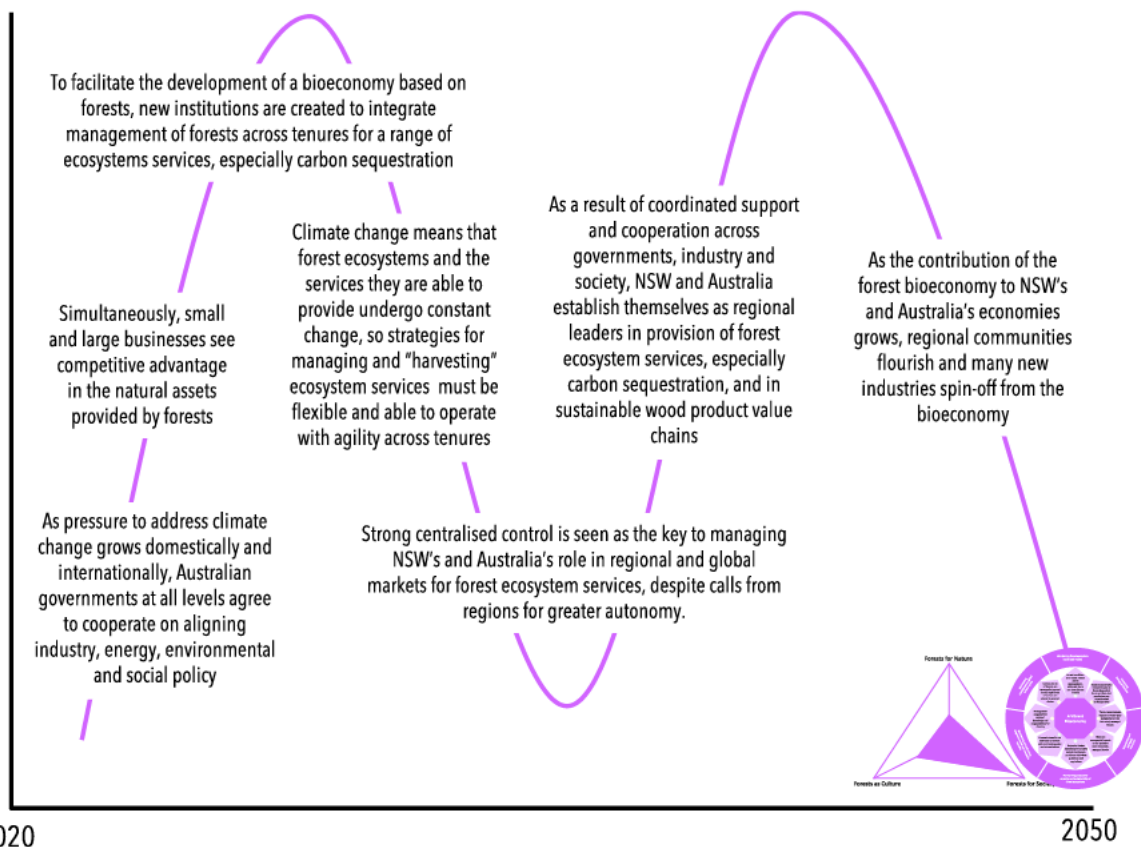 To facilitate the development of a bioeconomy based on
forests, new institutions are created to integrate
management of forests across tenures for a range of
ecosystems services, especially carbon sequestration
Simultaneously, small
and large businesses see
competitive advantage
in the natural assets
provided by forests
As pressure to address climate
change grows domestically and
internationally, Australian
governments at all levels agree
to cooperate on aligning
industry, energy, environmental
and social policy
Climate change means that
forest ecosystems and the
services they are able to
provide undergo constant
change, so strategies for
managing and "harvesting"
ecosystem services must be
flexible and able to operate
with agility across tenures
Strong centralised control is seen as the key to managing
NSW's and Australia's role in regional and global
markets for forest ecosystem services, despite calls from
regions for greater autonomy.
As a result of coordinated support
and cooperation across
governments, industry and
society, NSW and Australia
establish themselves as regional
leaders in provision of forest
ecosystem services, especially
carbon sequestration, and in
sustainable wood product value
chains
As the contribution of the
forest bioeconomy to NSW's
and Australia's economies
grows, regional communities
flourish and many new
industries spin-off from the
bioeconomy
Forests for Nature
Forests as Culture
Forests for
020
2050